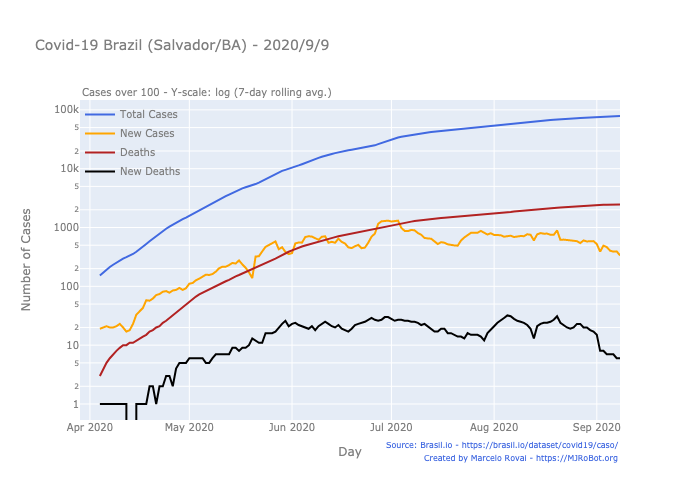 Covid-19 Brazil (Salvador/BA) - 2020/9/9
Cases over 100 - Y-scale: log (7-day rolling avg.)
Total Cases
New Cases
Deaths
New Deaths
Number of Cases
100k
5
2
10k
5
2
1000
5
2
100
5
2
10
5
2
1
Apr 2020 May 2020 Jun 2020 Jul 2020 Aug 2020 Sep 2020
Day
Source: Brasil.io - https://brasil.io/dataset/covid19/caso/
Created by Marcelo Rovai - https://MJRoBot.org